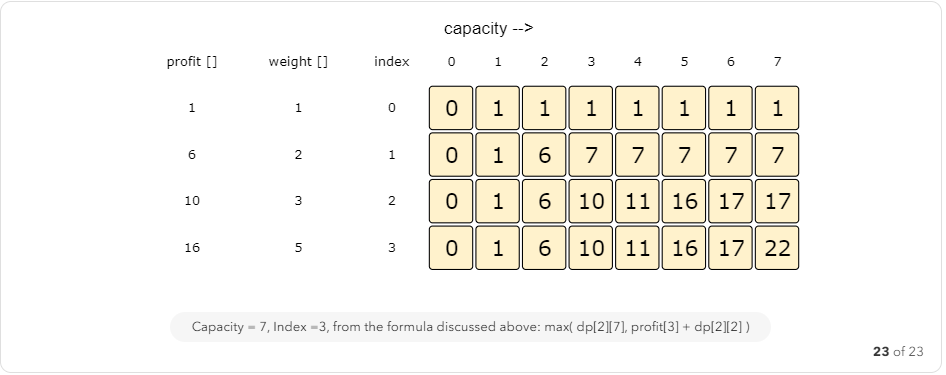 capacity -->
profit [] weight [] index 0 1 2 3 4 5 6 7
1 1 0 0 1 1 1 1 1 1 1
6 2 1 0 1 6 7 7 7 7 7
10 3 2 0 1 6 10 11 16 17 17
16 5 3 0 1 6 10 11 16 17 22
Capacity = 7, Index =3, from the formula discussed above: max( dp[2][7], profit[3] + dp[2][2] )
23 of 23